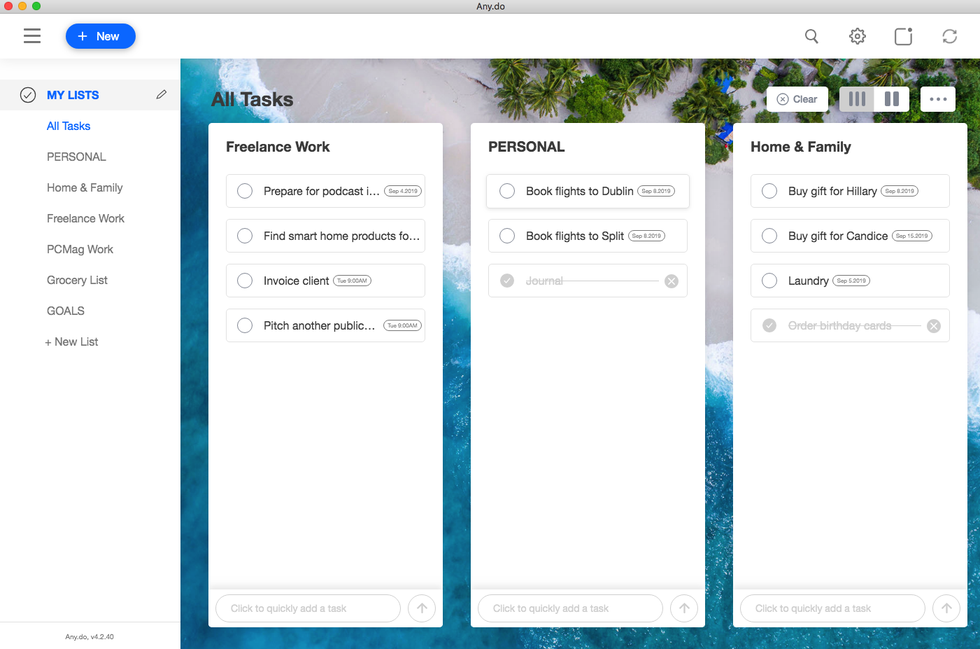 Any.do
+ New
MY LISTS
All Tasks
PERSONAL
Home & Family
Freelance Work
PCMag Work
Grocery List
GOALS
+ New List
Any.do, v4.2.40
All Tasks
Clear
Freelance Work
Prepare for podcast i... Sep 4.2019
Find smart home products fo...
Invoice client Tue 9:00AM
Pitch another public... Tue 9:00AM
Click to quickly add a task
PERSONAL
Book flights to Dublin Sep 8.2019
Book flights to Split Sep 8.2019
Journal
Click to quickly add a task
Home & Family
Buy gift for Hillary Sep 8.2019
Buy gift for Candice Sep 15.2019
Laundry Sep 5.2019
Order birthday cards
Click to quickly add a task